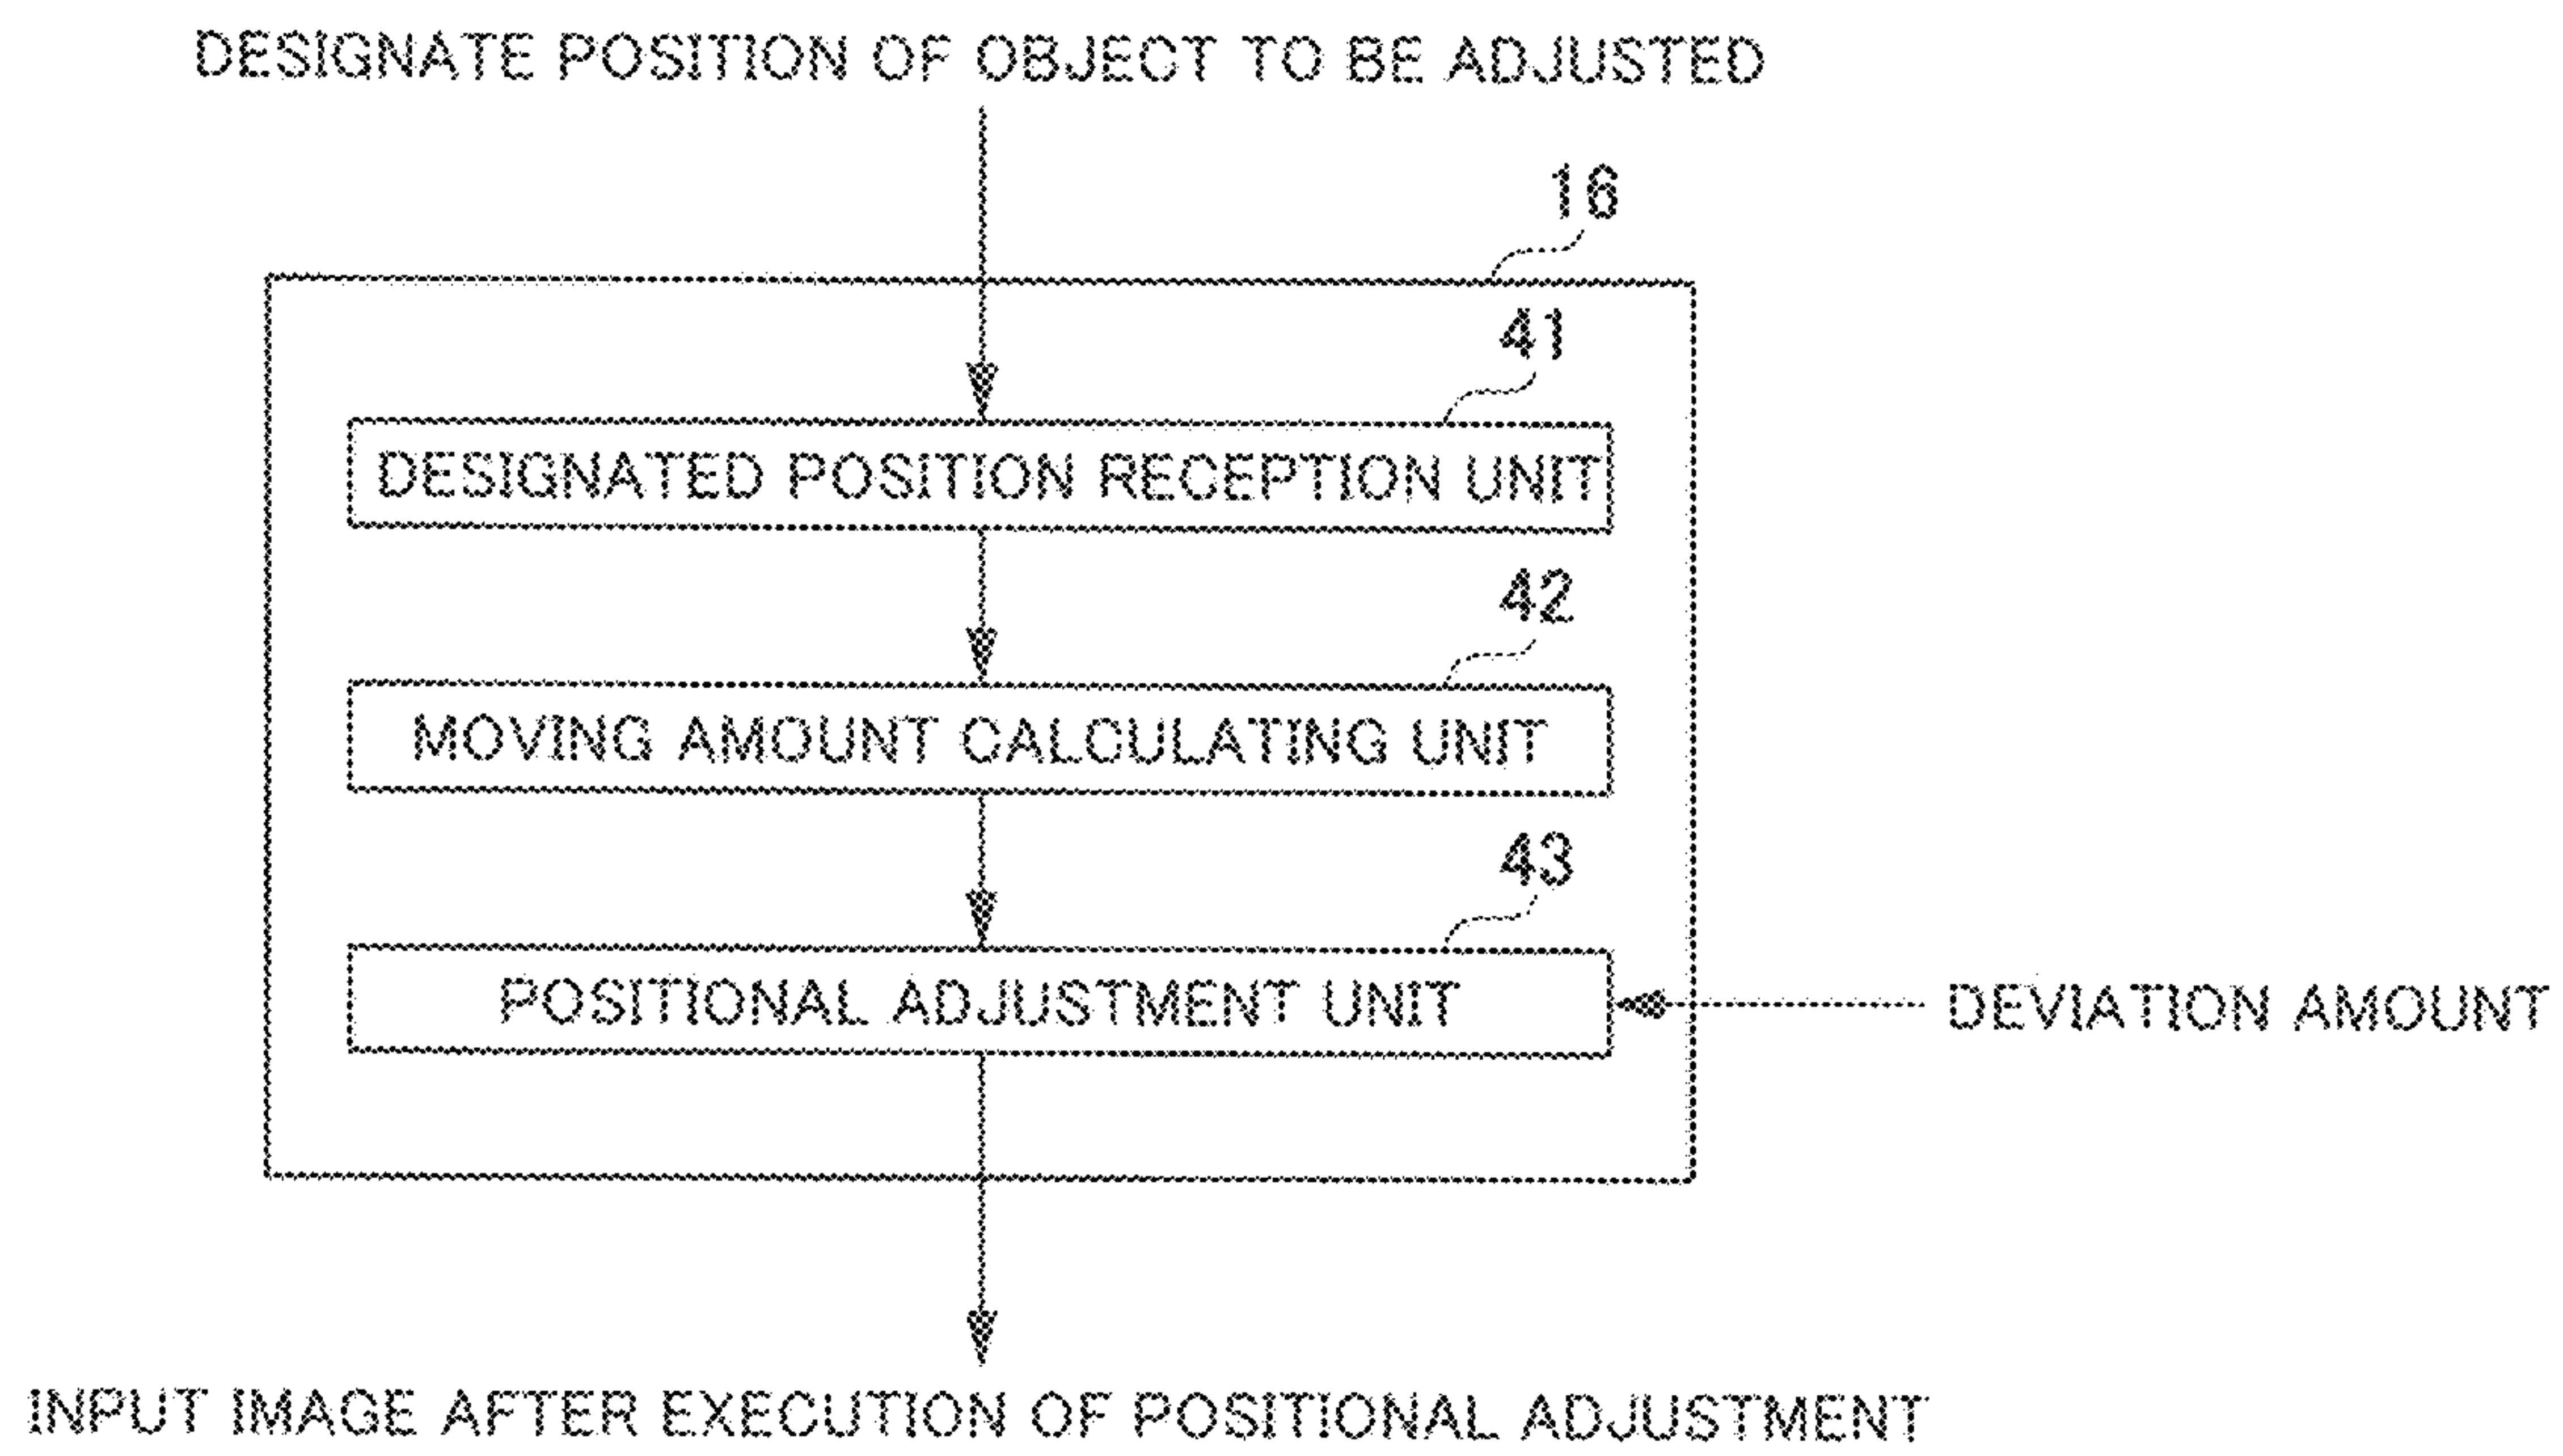 DESIGNATE POSITION OF OBJECT TO BE ADJUSTED
16
41
DESIGNATED POSITION RECEPTION UNIT
42
MOVING AMOUNT CALCULATING UNIT
43
POSITIONAL ADJUSTMENT UNIT
DEVIATION AMOUNT
INPUT IMAGE AFTER EXECUTION OF POSITIONAL ADJUSTMENT